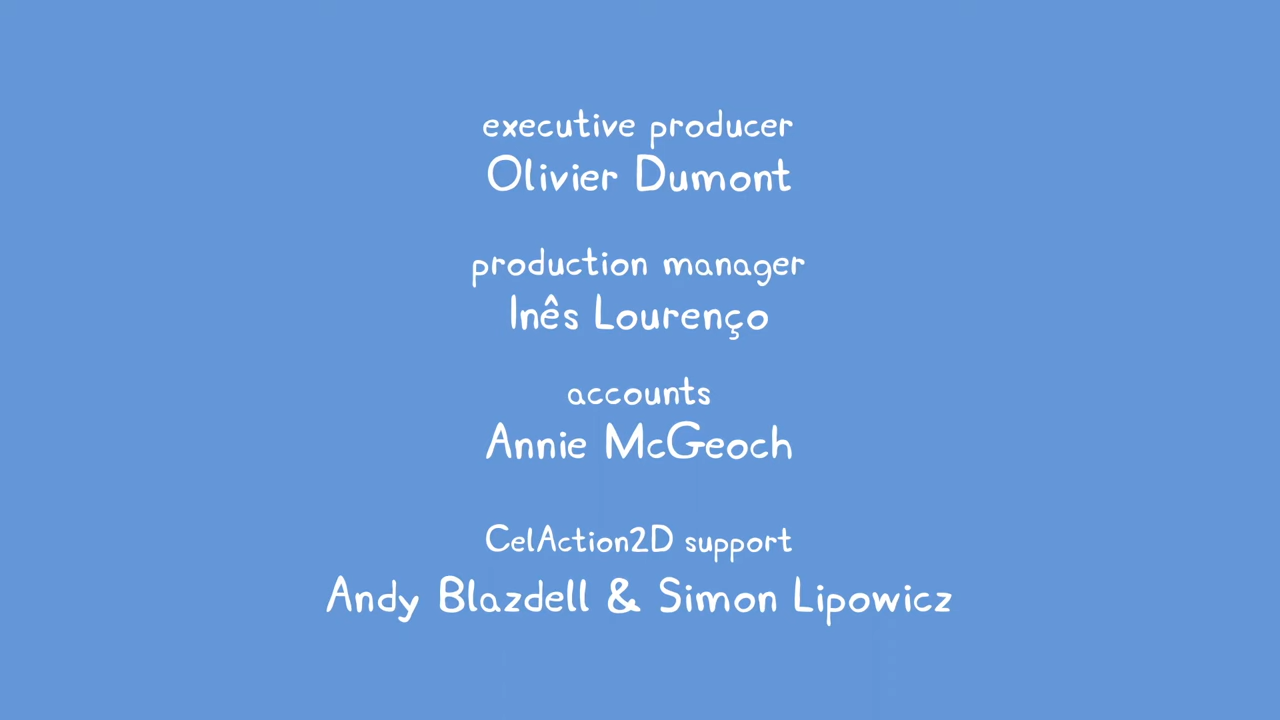 executive producer
Olivier Dumont
production manager
Inês Lourenço
accounts
Annie McGeoch
CelAction2D support
Andy Blazdell & Simon Lipowicz